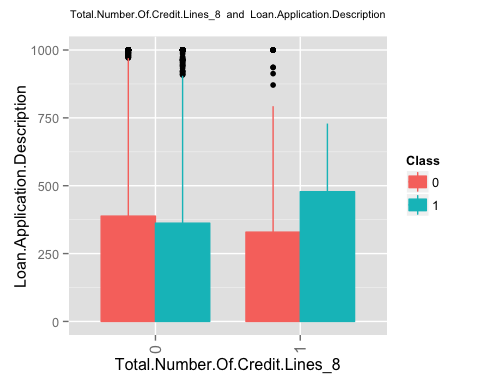 Total.Number.Of.Credit.Lines_8 and Loan.Application.Description
1000
750
500
250
0
Loan.Application.Description
0
1
Total.Number.Of.Credit.Lines_8
Class
0
1